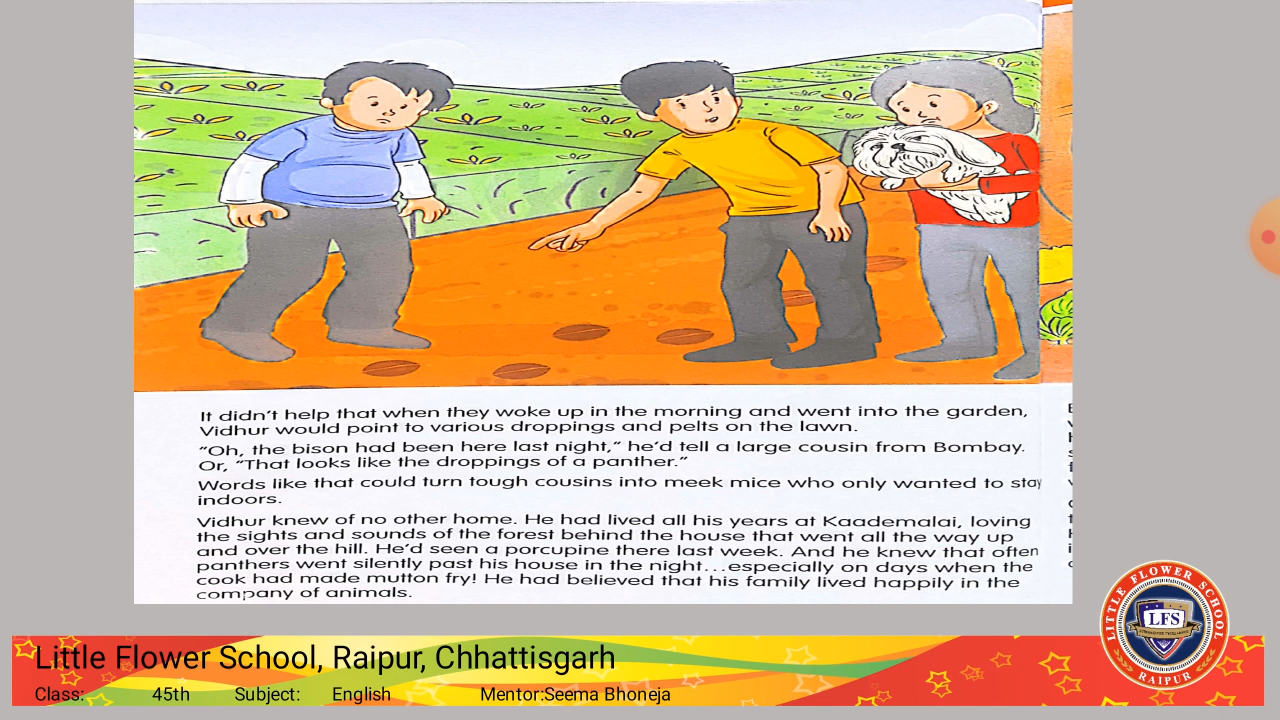 It didn't help that when they woke up in the morning and went into the garden,
Vidhur would point to various droppings and pelts on the lawn.
“Oh, the bison had been here last night,” he'd tell a large cousin from Bombay.
Or, “That looks like the droppings of a panther.”
Words like that could turn tough cousins into meek mice who only wanted to stay
indoors.
Vidhur knew of no other home. He had lived all his years at Kaademalai, loving
the sights and sounds of the forest behind the house that went all the way up
and over the hill. He'd seen a porcupine there last week. And he knew that often
panthers went silently past his house in the night...especially on days when the
cook had made mutton fry! He had believed that his family lived happily in the
company of animals.
LITTLE FLOWER SCHOOL
LFS
RAIPUR
Little Flower School, Raipur, Chhattisgarh
Class: 45th Subject: English Mentor:Seema Bhoneja